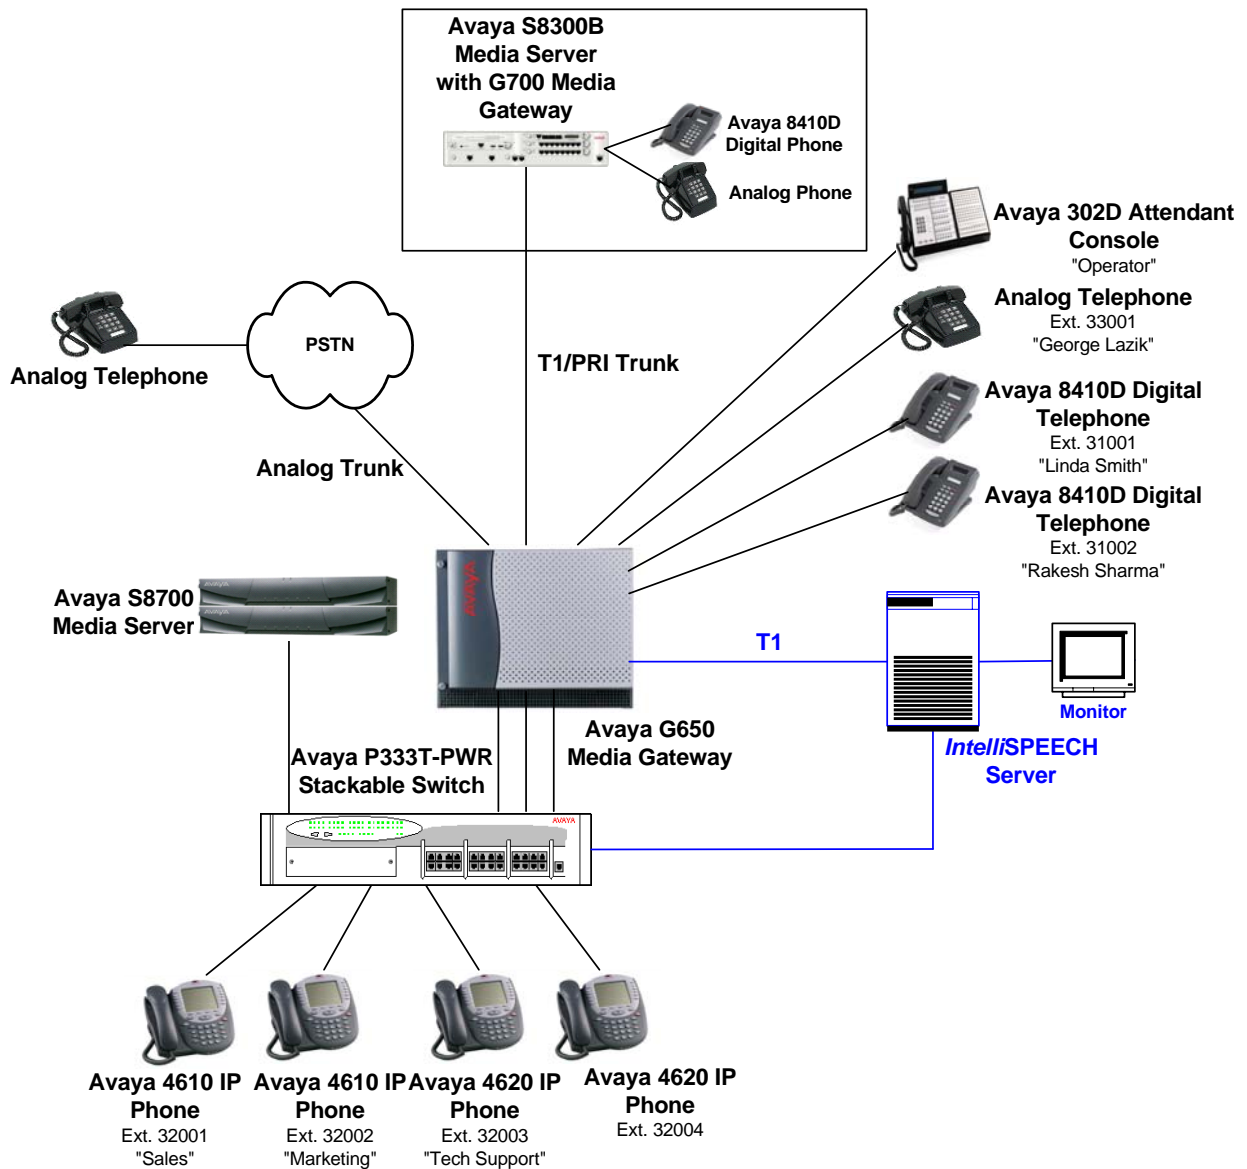 Avaya S8300B
Media Server
with G700 Media
Gateway
Avaya 8410D
Digital Phone
Analog Phone
Avaya 302D Attendant
Console
"Operator"
Analog Telephone
Ext. 33001
"George Lazik"
PSTN
Analog Telephone
T1/PRI Trunk
Avaya 8410D Digital
Telephone
Ext. 31001
"Linda Smith"
Analog Trunk
Avaya 8410D Digital
Telephone
Ext. 31002
"Rakesh Sharma"
Avaya S8700
Media Server
AVAYA
AVAYA
AVAYA
T1
Monitor
IntelliSPEECH
Server
Avaya G650
Media Gateway
Avaya P333T-PWR
Stackable Switch
AVAYA
Avaya 4610 IP
Phone
Ext. 32001
"Sales"
Avaya 4610 IP
Phone
Ext. 32002
"Marketing"
Avaya 4620 IP
Phone
Ext. 32003
"Tech Support"
Avaya 4620 IP
Phone
Ext. 32004